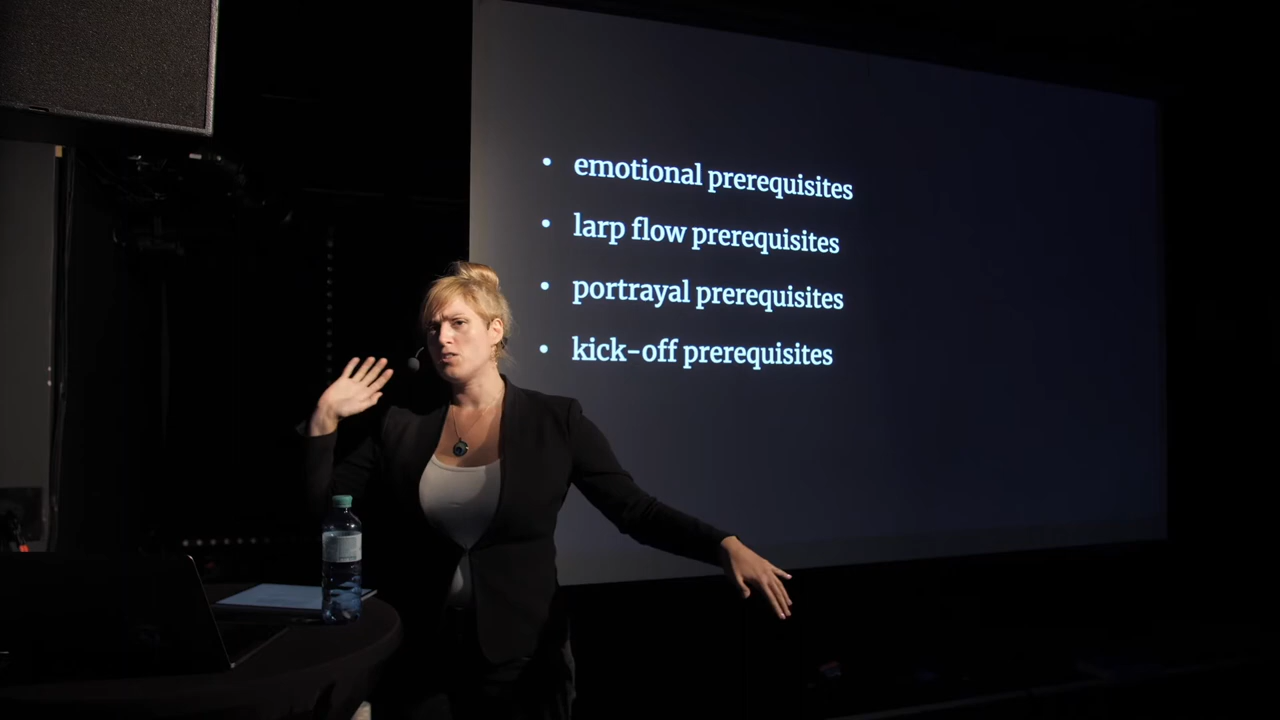 • emotional prerequisites
• larp flow prerequisites
• portrayal prerequisites
• kick-off prerequisites